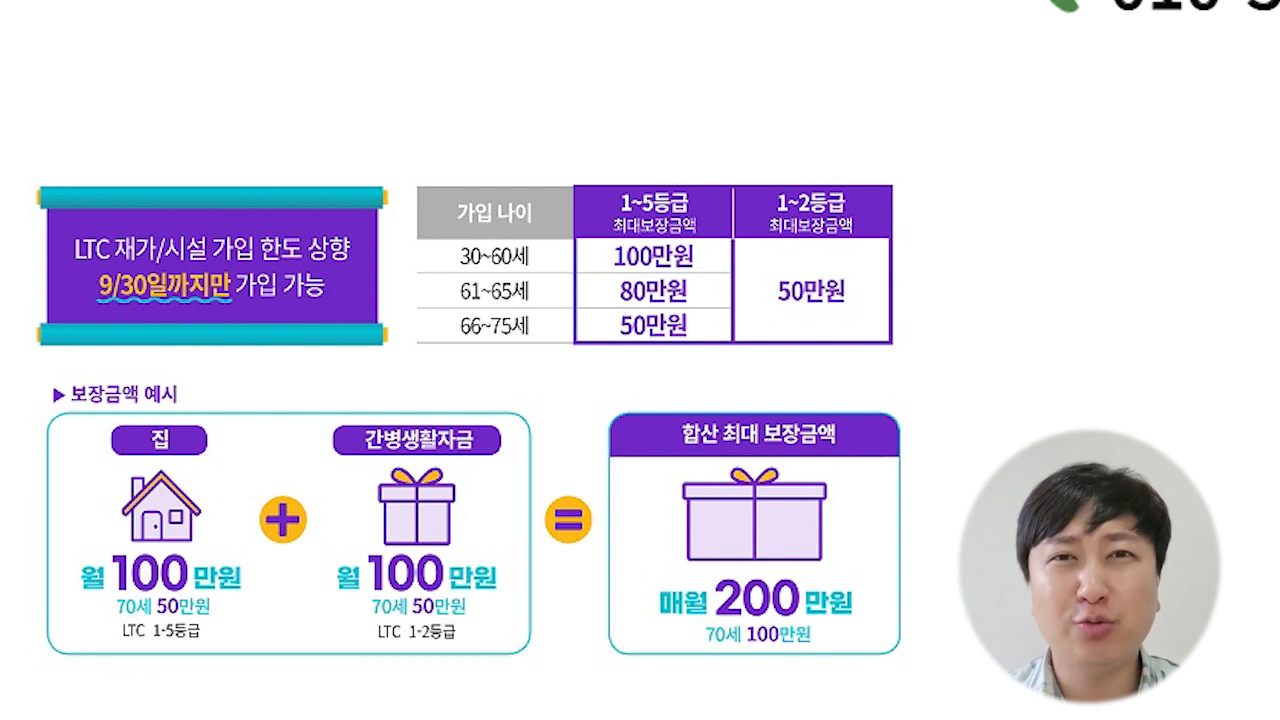 LTC 재가/시설 가입 한도 상향
9/30일까지만 가입 가능
가입 나이
1~5등급
최대보장금액
1~2등급
최대보장금액
30~60세
100만원
61~65세
80만원
50만원
66~75세
50만원
▶ 보장금액 예시
집
월 100 만원
70세 50만원
LTC 1-5등급
+
간병생활자금
월 100 만원
70세 50만원
LTC 1-2등급
=
합산 최대 보장금액
매월 200 만원
70세 100만원